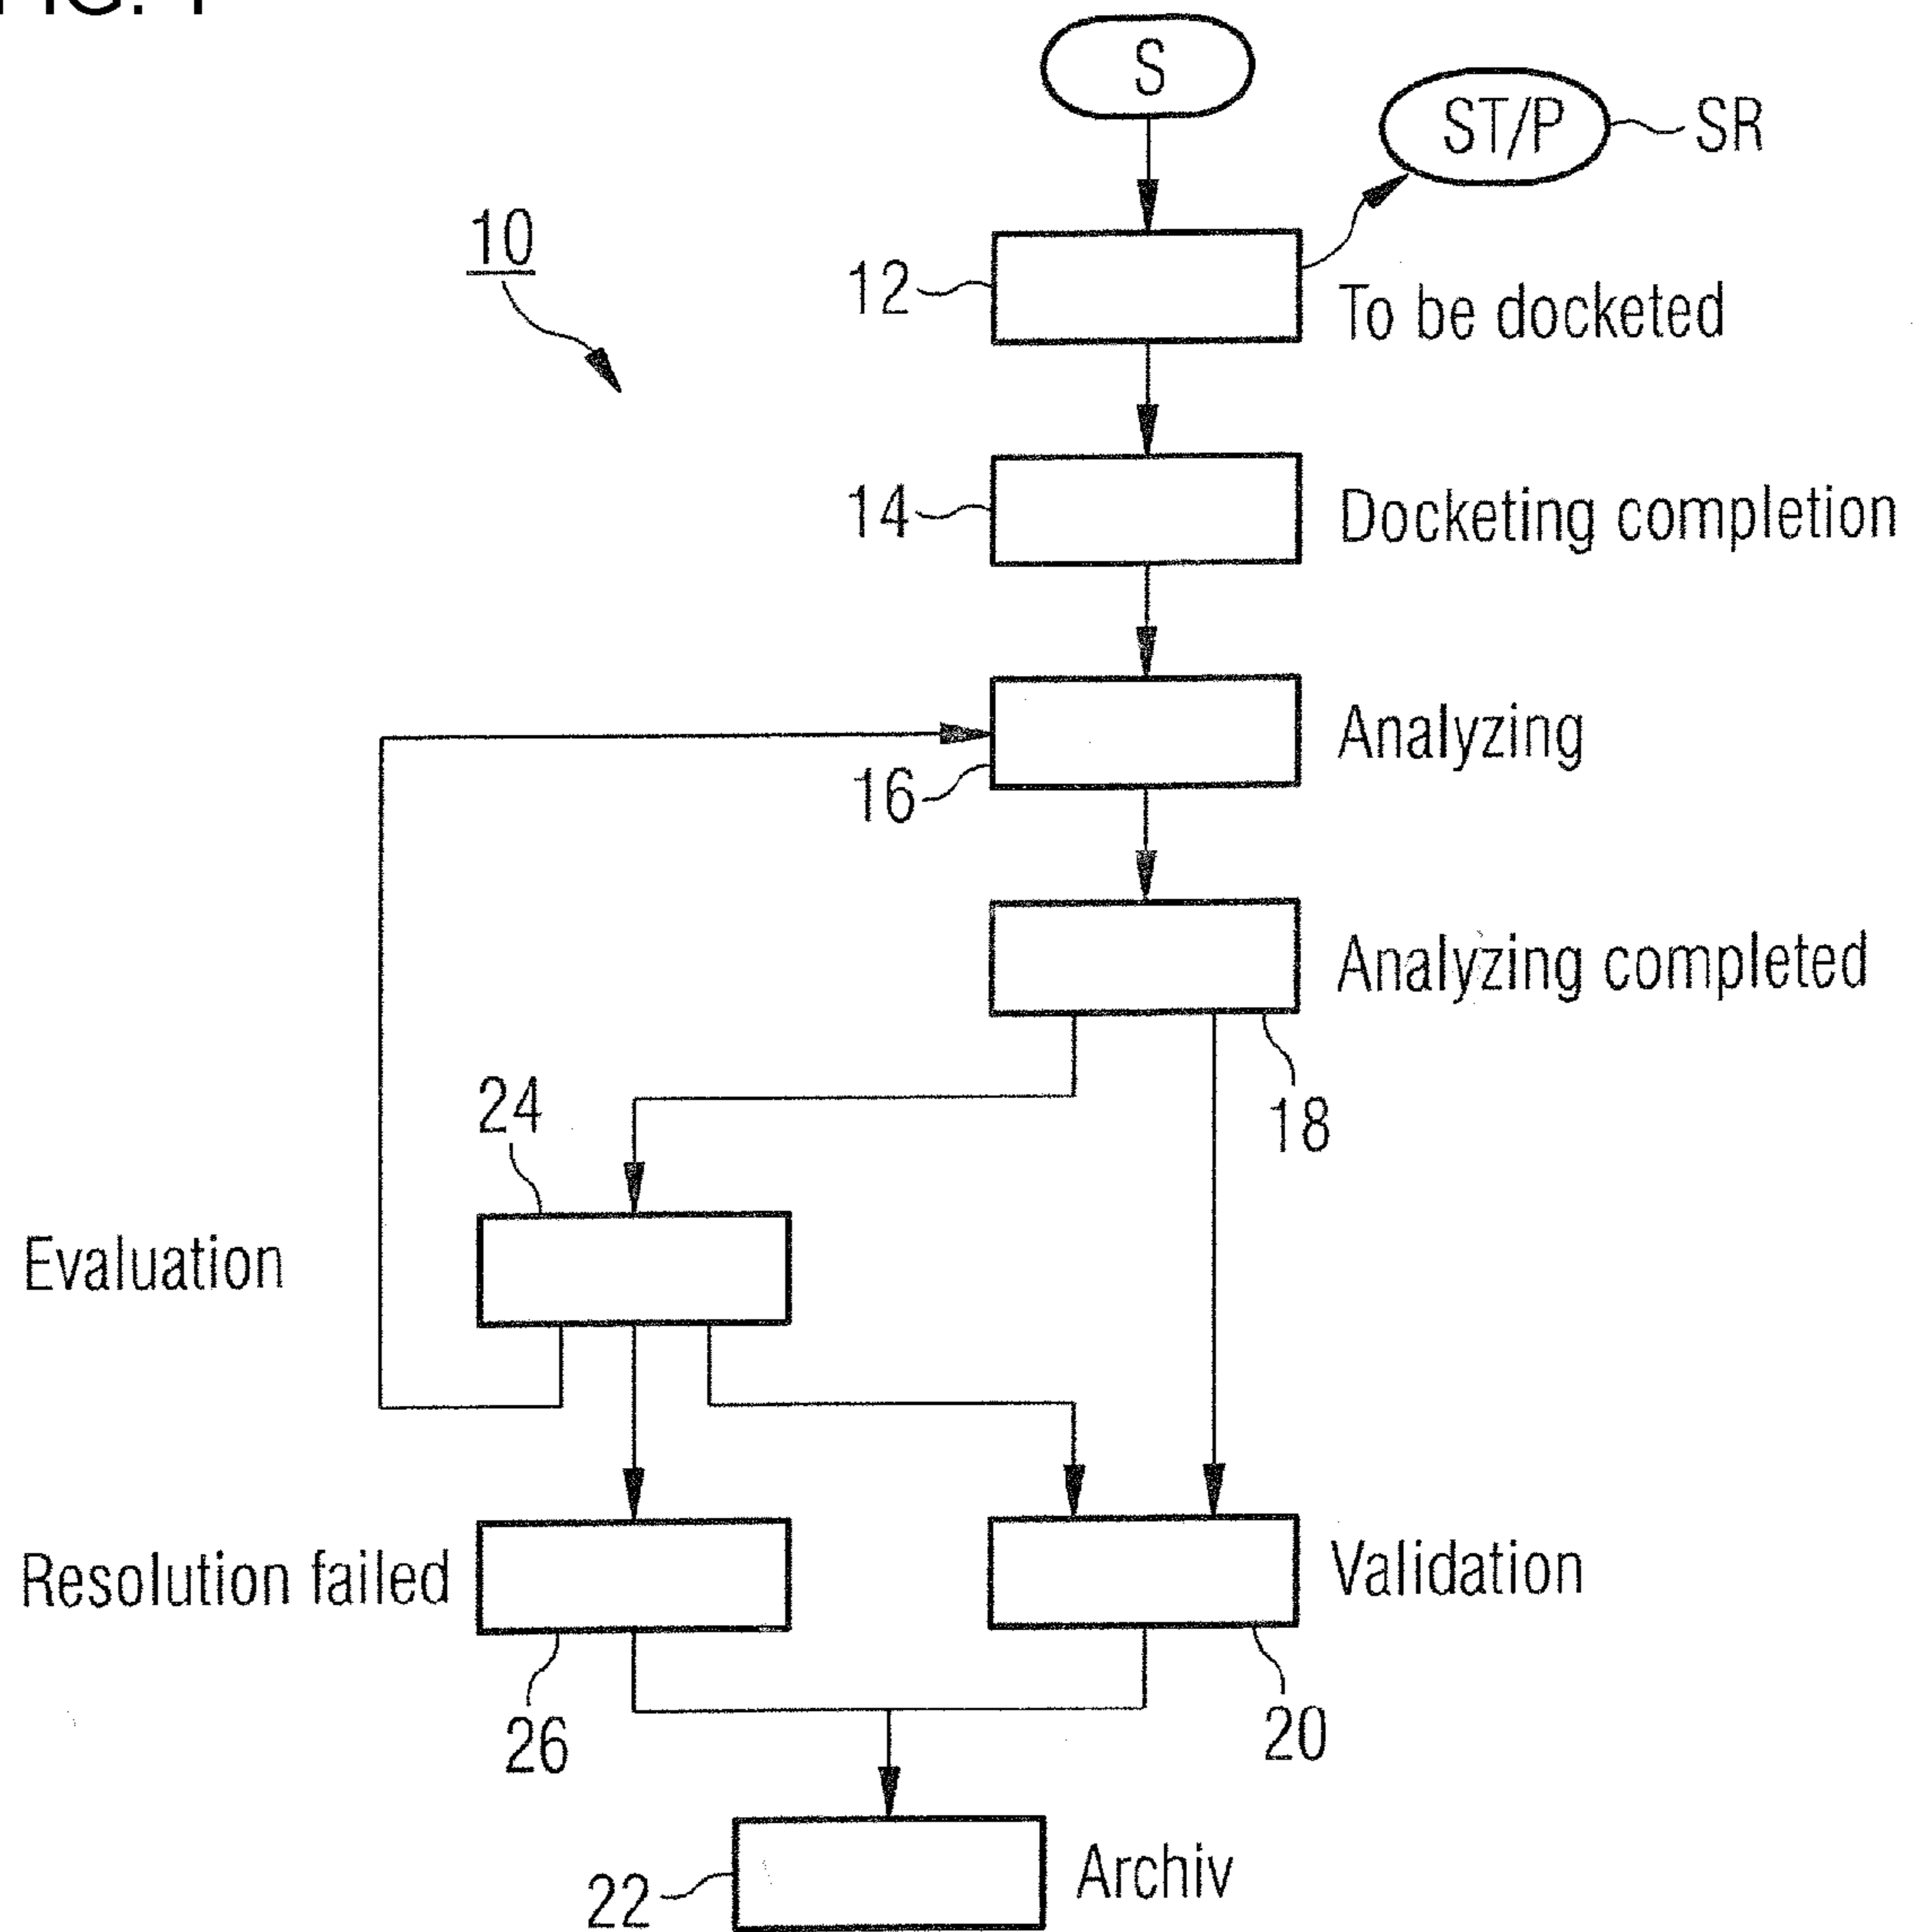 S
ST/P
SR
10
12
To be docketed
14
Docketing completion
Analyzing
16
Analyzing completed
18
24
Evaluation
Resolution failed
Validation
26
20
22
Archiv